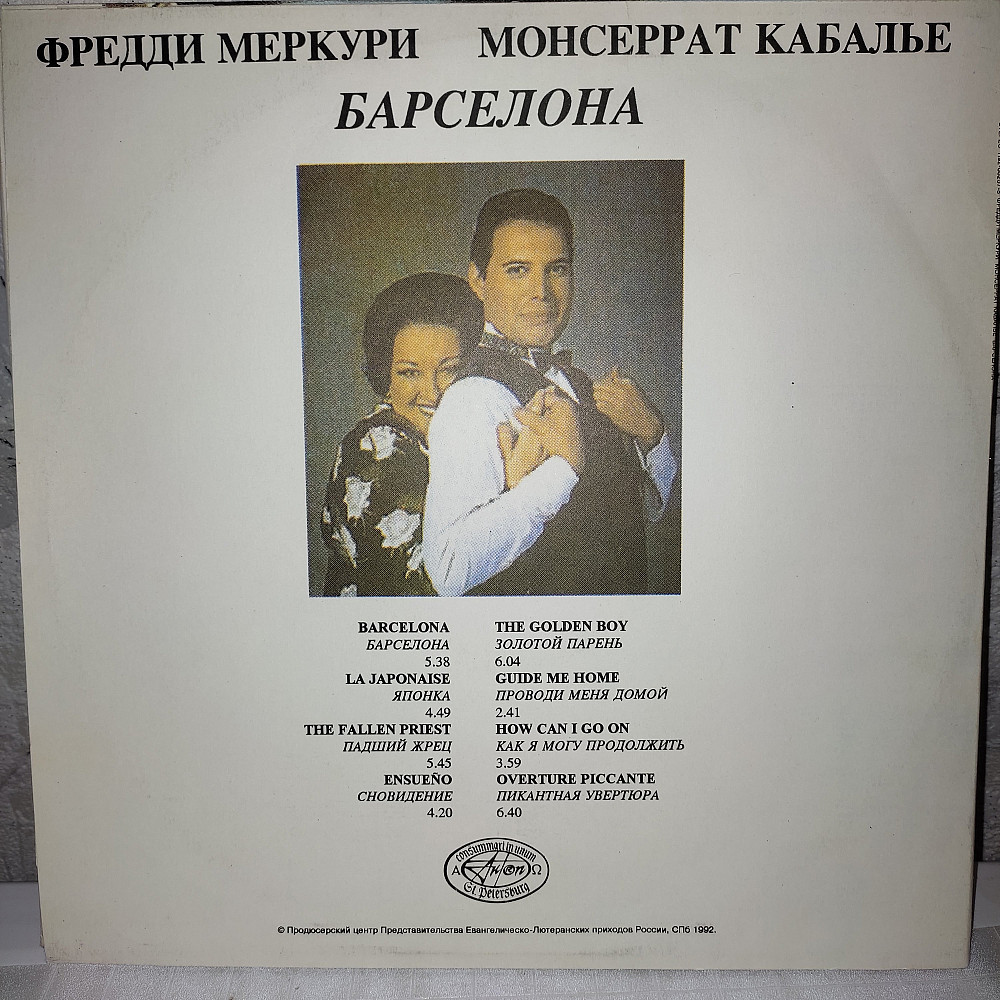 ФРЕДДИ МЕРКУРИ МОНСЕРРАТ КАБАЛЬЕ
БАРСЕЛОНА
BARCELONA
БАРСЕЛОНА
5.38
LA JAPONAISE
ЯПОНКА
4.49
THE FALLEN PRIEST
ПАДШИЙ ЖРЕЦ
5.45
ENSUEÑO
СНОВИДЕНИЕ
4.20
THE GOLDEN BOY
ЗОЛОТОЙ ПАРЕНЬ
6.04
GUIDE ME HOME
ПРОВОДИ МЕНЯ ДОМОЙ
2.41
HOW CAN I GO ON
КАК Я МОГУ ПРОДОЛЖИТЬ
3.59
OVERTURE PICCANTE
ПИКАНТНАЯ УВЕРТЮРА
6.40
consummari in unum
Α Ω
St. Petersburg
© Продюсерский центр Представительства Евангелическо-Лютеранских приходов России, СПб 1992.